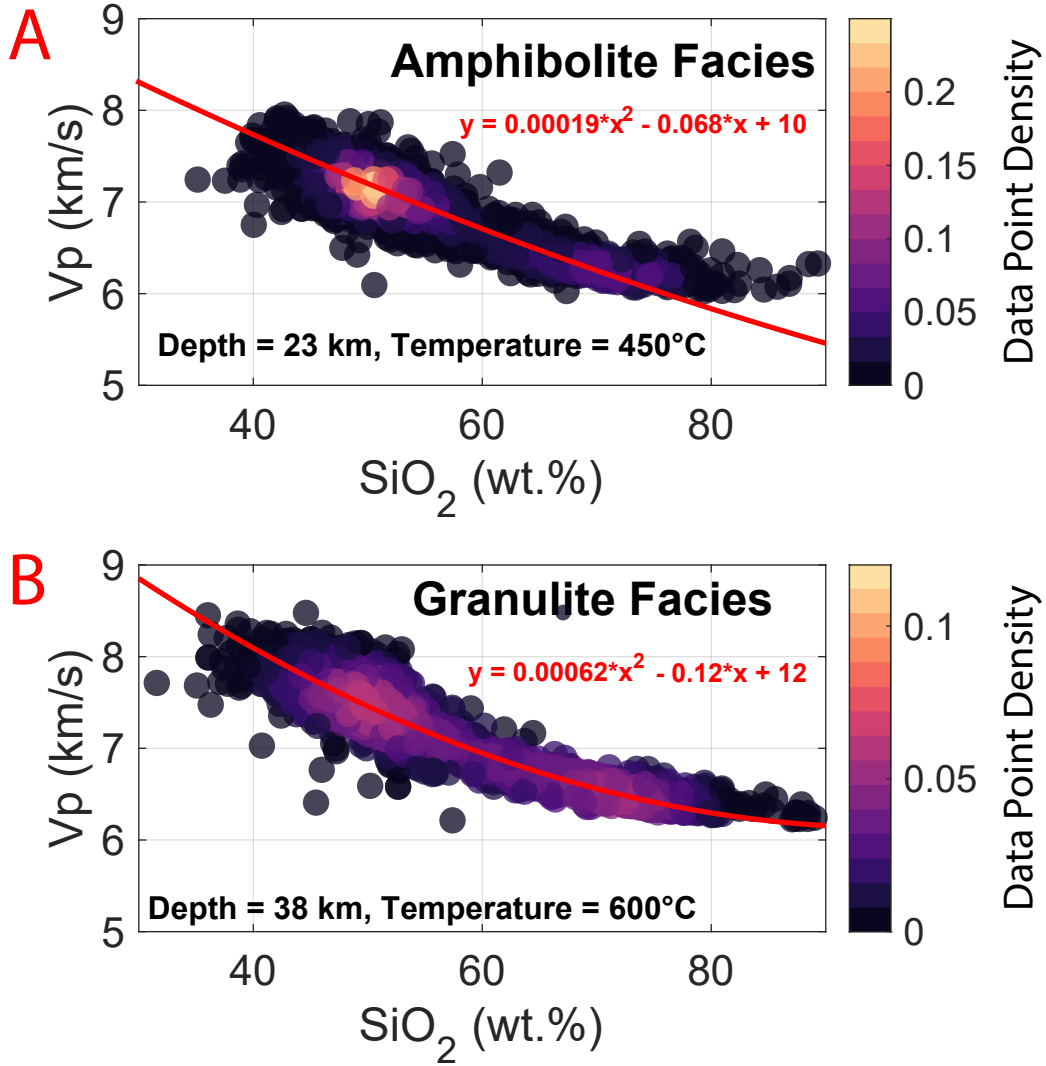 A
Amphibolite Facies
y = 0.00019*x² - 0.068*x + 10
Depth = 23 km, Temperature = 450°C
9
8
7
6
5
Vp (km/s)
40
60
80
SiO₂ (wt.%)
0.2
0.15
0.1
0.05
0
Data Point Density
B
Granulite Facies
y = 0.00062*x² - 0.12*x + 12
Depth = 38 km, Temperature = 600°C
9
8
7
6
5
Vp (km/s)
40
60
80
SiO₂ (wt.%)
0.1
0.05
0
Data Point Density